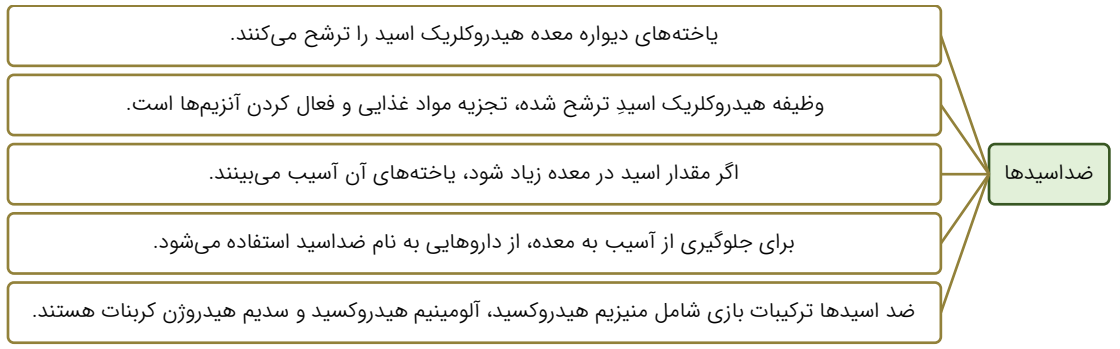 ضداسیدها
یاخته‌های دیواره معده هیدروکلریک اسید را ترشح می‌کنند.
وظیفه هیدروکلریک اسیدِ ترشح شده، تجزیه مواد غذایی و فعال کردن آنزیم‌ها است.
اگر مقدار اسید در معده زیاد شود، یاخته‌های آن آسیب می‌بینند.
برای جلوگیری از آسیب به معده، از داروهایی به نام ضداسید استفاده می‌شود.
ضد اسیدها ترکیبات بازی شامل منیزیم هیدروکسید، آلومینیم هیدروکسید و سدیم هیدروژن کربنات هستند.